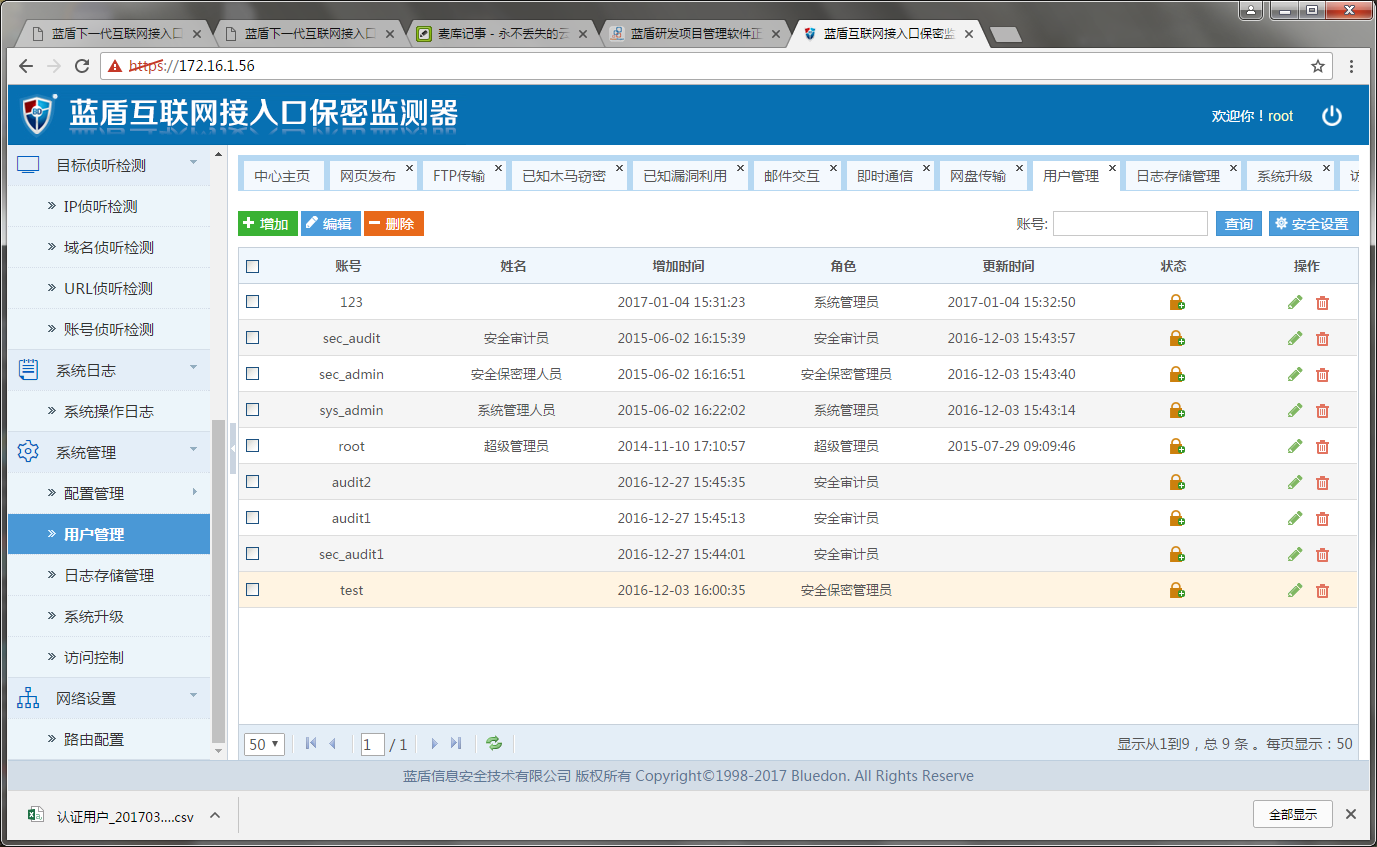 蓝盾下一代互联网接入口
蓝盾下一代互联网接入口
麦库记事 - 永不丢失的云
蓝盾研发项目管理软件正
蓝盾互联网接入口保密监
https://172.16.1.56
蓝盾互联网接入口保密监测器
欢迎你！root
目标侦听检测
IP侦听检测
域名侦听检测
URL侦听检测
账号侦听检测
系统日志
系统操作日志
系统管理
配置管理
用户管理
日志存储管理
系统升级
访问控制
网络设置
路由配置
中心主页 网页发布 FTP传输 已知木马窃密 已知漏洞利用 邮件交互 即时通信 网盘传输 用户管理 日志存储管理 系统升级
增加 编辑 删除 账号: 查询 安全设置
账号 姓名 增加时间 角色 更新时间 状态 操作
123 2017-01-04 15:31:23 系统管理员 2017-01-04 15:32:50
sec_audit 安全审计员 2015-06-02 16:15:39 安全审计员 2016-12-03 15:43:57
sec_admin 安全保密理人员 2015-06-02 16:16:51 安全保密管理员 2016-12-03 15:43:40
sys_admin 系统管理人员 2015-06-02 16:22:02 系统管理员 2016-12-03 15:43:14
root 超级管理员 2014-11-10 17:10:57 超级管理员 2015-07-29 09:09:46
audit2 2016-12-27 15:45:35 安全审计员
audit1 2016-12-27 15:45:13 安全审计员
sec_audit1 2016-12-27 15:44:01 安全审计员
test 2016-12-03 16:00:35 安全保密管理员
50 1 / 1 显示从1到9，总 9 条 。每页显示：50
蓝盾信息安全技术有限公司 版权所有 Copyright©1998-2017 Bluedon. All Rights Reserve
认证用户_201703....csv 全部显示